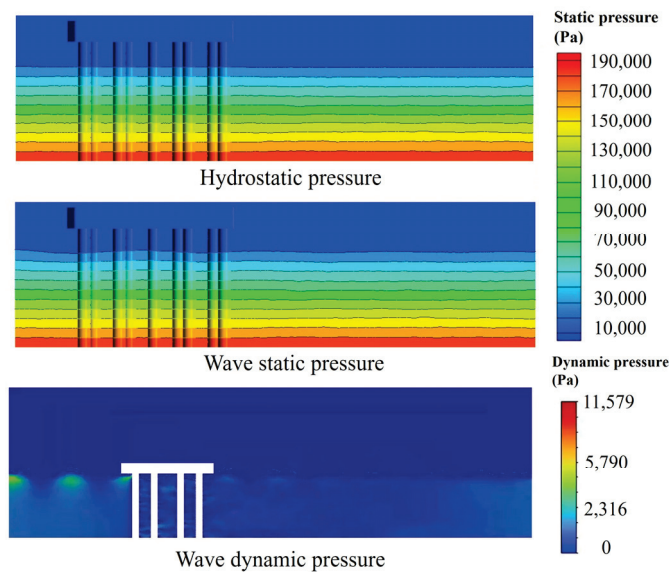 Static pressure
(Pa)
190,000
170,000
150,000
130,000
110,000
90,000
70,000
50,000
30,000
10,000
Hydrostatic pressure
Wave static pressure
Dynamic pressure
(Pa)
11,579
5,790
2,316
0
Wave dynamic pressure